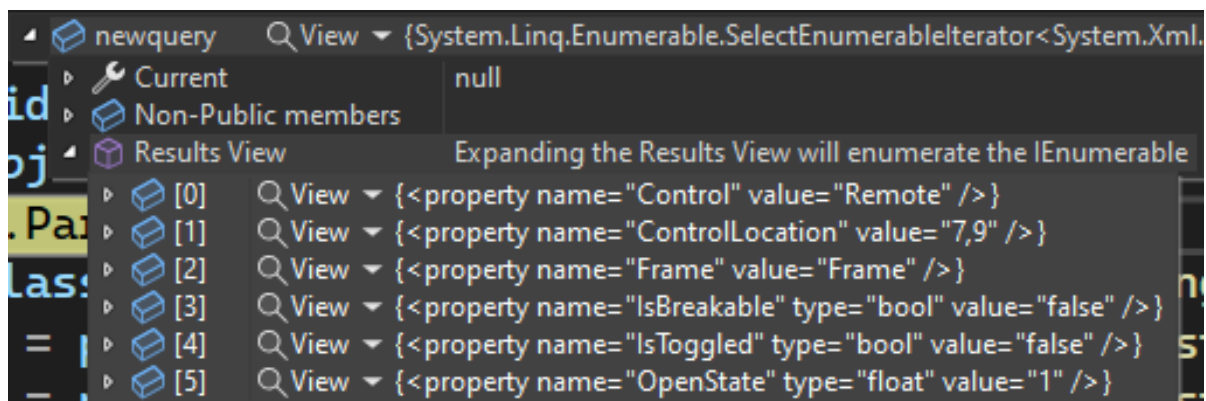 newquery View {System.Linq.Enumerable.SelectEnumerableIterator<System.Xml.
Current null
Non-Public members
Results View Expanding the Results View will enumerate the IEnumerable
[0] View {<property name="Control" value="Remote" />}
[1] View {<property name="ControlLocation" value="7,9" />}
[2] View {<property name="Frame" value="Frame" />}
[3] View {<property name="IsBreakable" type="bool" value="false" />}
[4] View {<property name="IsToggled" type="bool" value="false" />}
[5] View {<property name="OpenState" type="float" value="1" />}